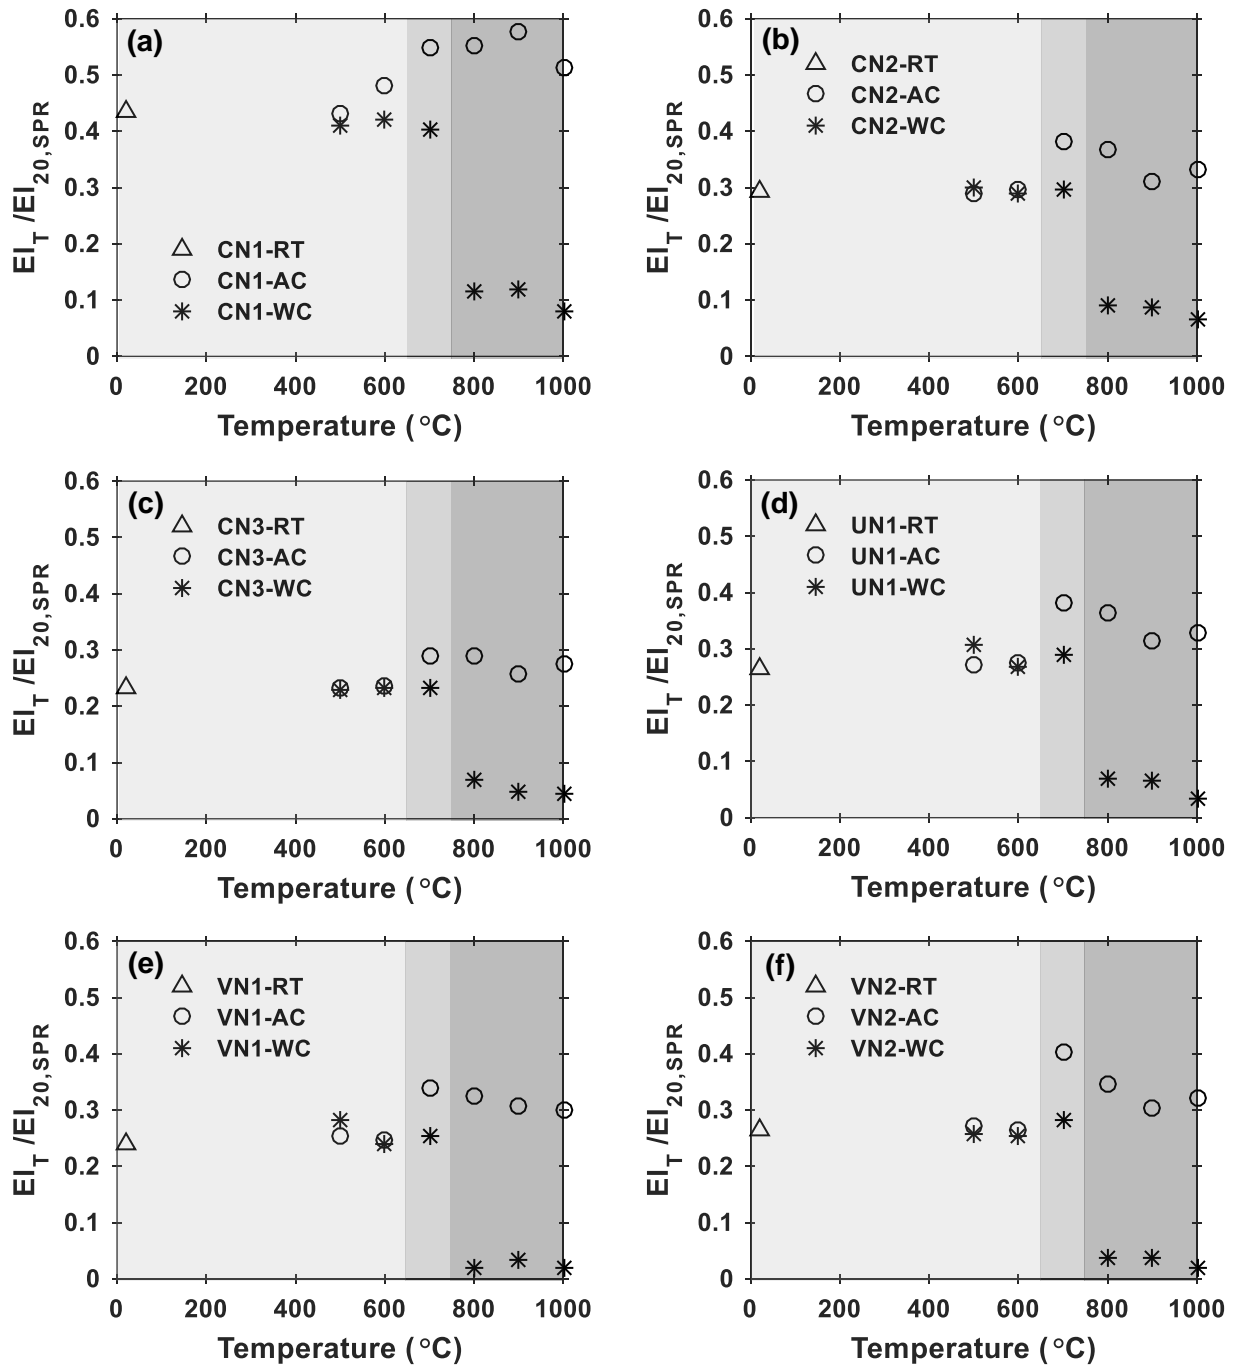 (a)
0.6
0.5
0.4
0.3
0.2
0.1
0
EI_T /EI_20,SPR
CN1-RT
CN1-AC
CN1-WC
0 200 400 600 800 1000
Temperature (°C)
(b)
0.6
0.5
0.4
0.3
0.2
0.1
0
EI_T /EI_20,SPR
CN2-RT
CN2-AC
CN2-WC
0 200 400 600 800 1000
Temperature (°C)
(c)
0.6
0.5
0.4
0.3
0.2
0.1
0
EI_T /EI_20,SPR
CN3-RT
CN3-AC
CN3-WC
0 200 400 600 800 1000
Temperature (°C)
(d)
0.6
0.5
0.4
0.3
0.2
0.1
0
EI_T /EI_20,SPR
UN1-RT
UN1-AC
UN1-WC
0 200 400 600 800 1000
Temperature (°C)
(e)
0.6
0.5
0.4
0.3
0.2
0.1
0
EI_T /EI_20,SPR
VN1-RT
VN1-AC
VN1-WC
0 200 400 600 800 1000
Temperature (°C)
(f)
0.6
0.5
0.4
0.3
0.2
0.1
0
EI_T /EI_20,SPR
VN2-RT
VN2-AC
VN2-WC
0 200 400 600 800 1000
Temperature (°C)